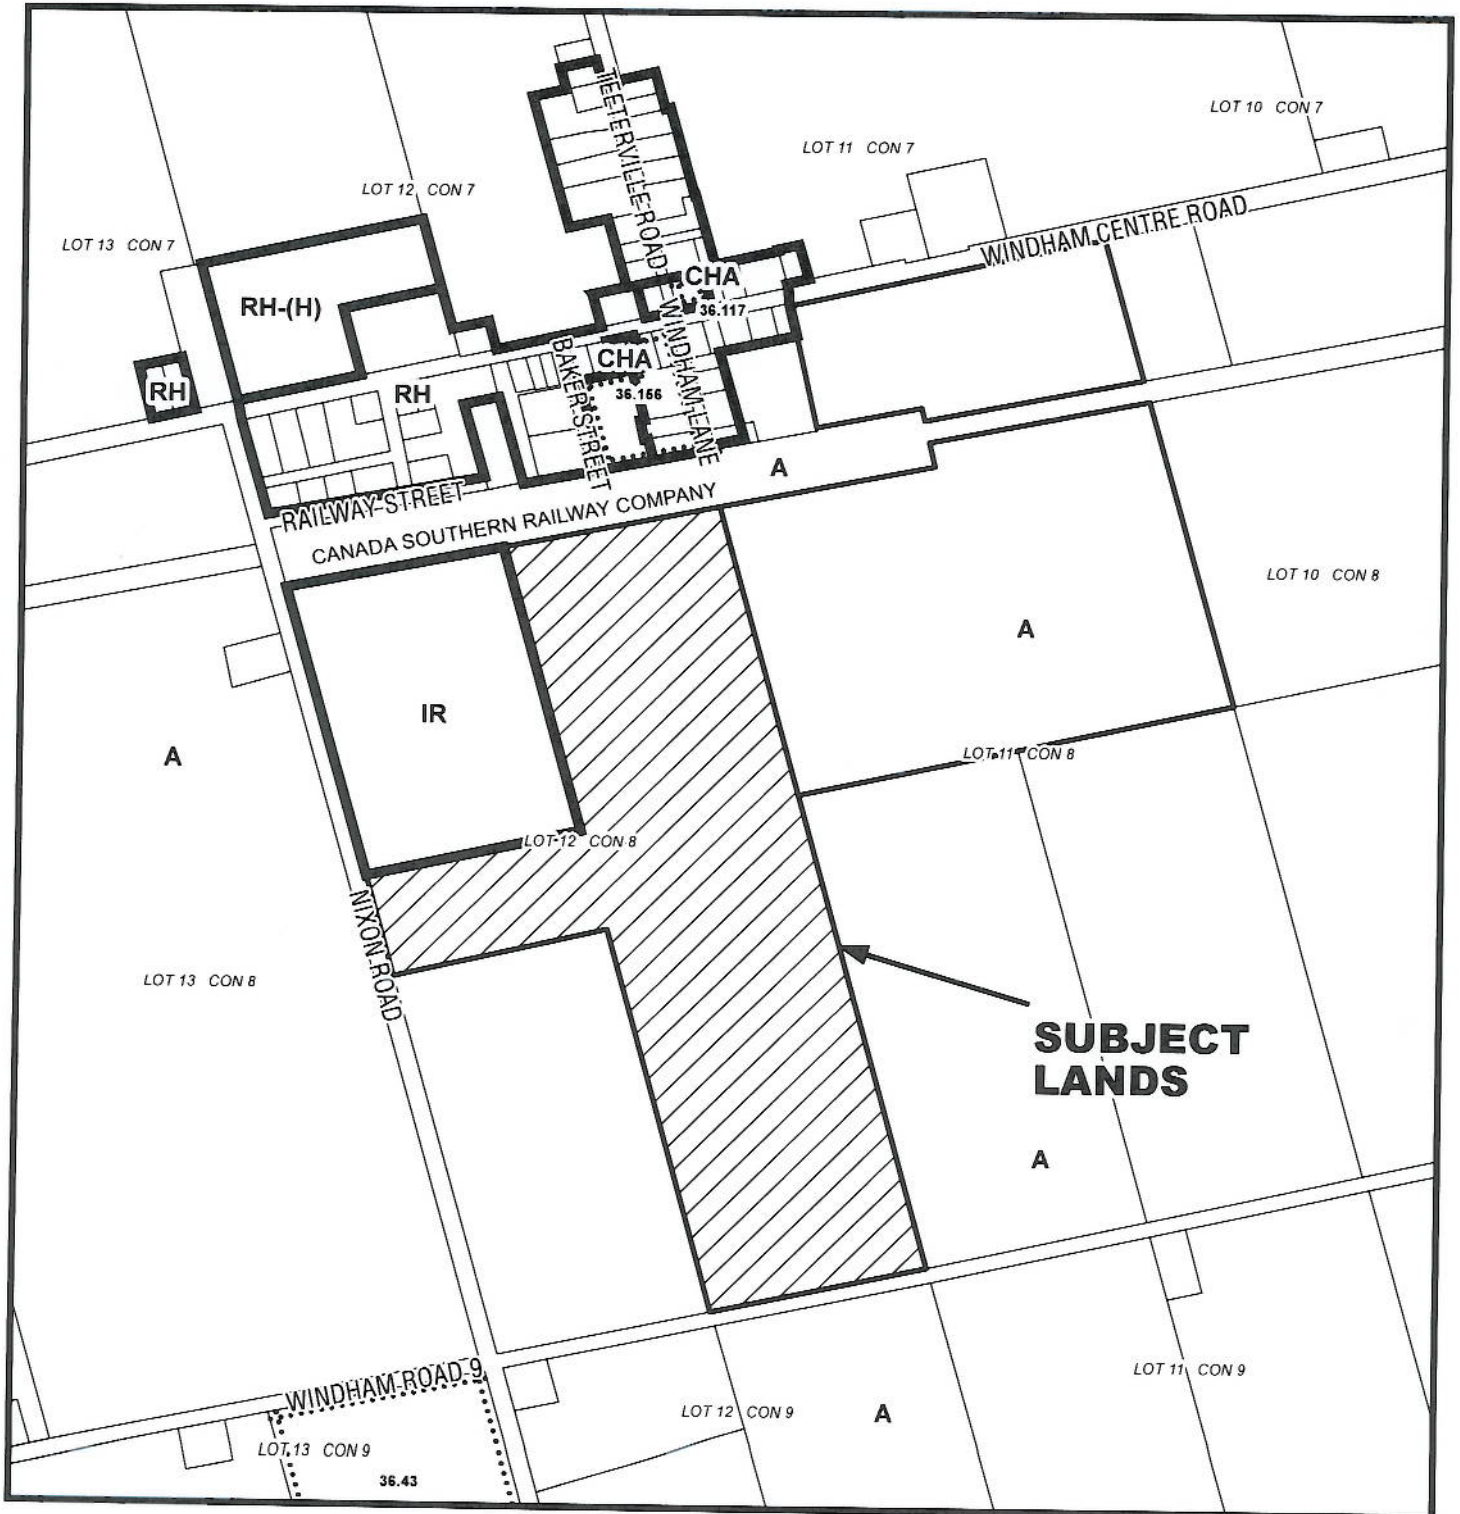 LOT 10 CON 7
LOT 11 CON 7
TEETERVILLE ROAD
LOT 12 CON 7
LOT 13 CON 7
WINDHAM CENTRE ROAD
CHA
36.117
RH-(H)
WINDHAM LANE
BAKER STREET
CHA
36.156
RH
RH
A
RAILWAY STREET
CANADA SOUTHERN RAILWAY COMPANY
LOT 10 CON 8
A
IR
A
LOT 11 CON 8
LOT 12 CON 8
NIXON ROAD
LOT 13 CON 8
SUBJECT
LANDS
A
WINDHAM ROAD 9
LOT 11 CON 9
LOT 12 CON 9
A
LOT 13 CON 9
36.43